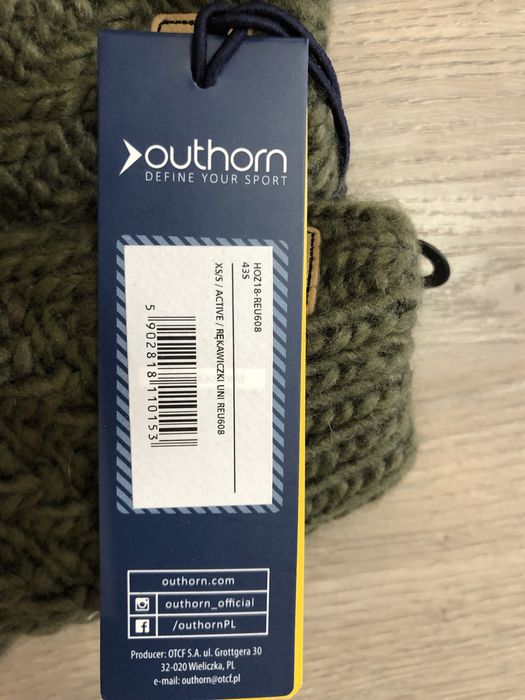 outhorn
DEFINE YOUR SPORT
HOZ18-REU608
43S
XS/S / ACTIVE / RĘKAWICZKI UNI REU608
5 902818 110153
outhorn.com
outhorn_official
/outhornPL
Producer: OTCF S.A. ul. Grottgera 30
32-020 Wieliczka, PL
e-mail: outhorn@otcf.pl